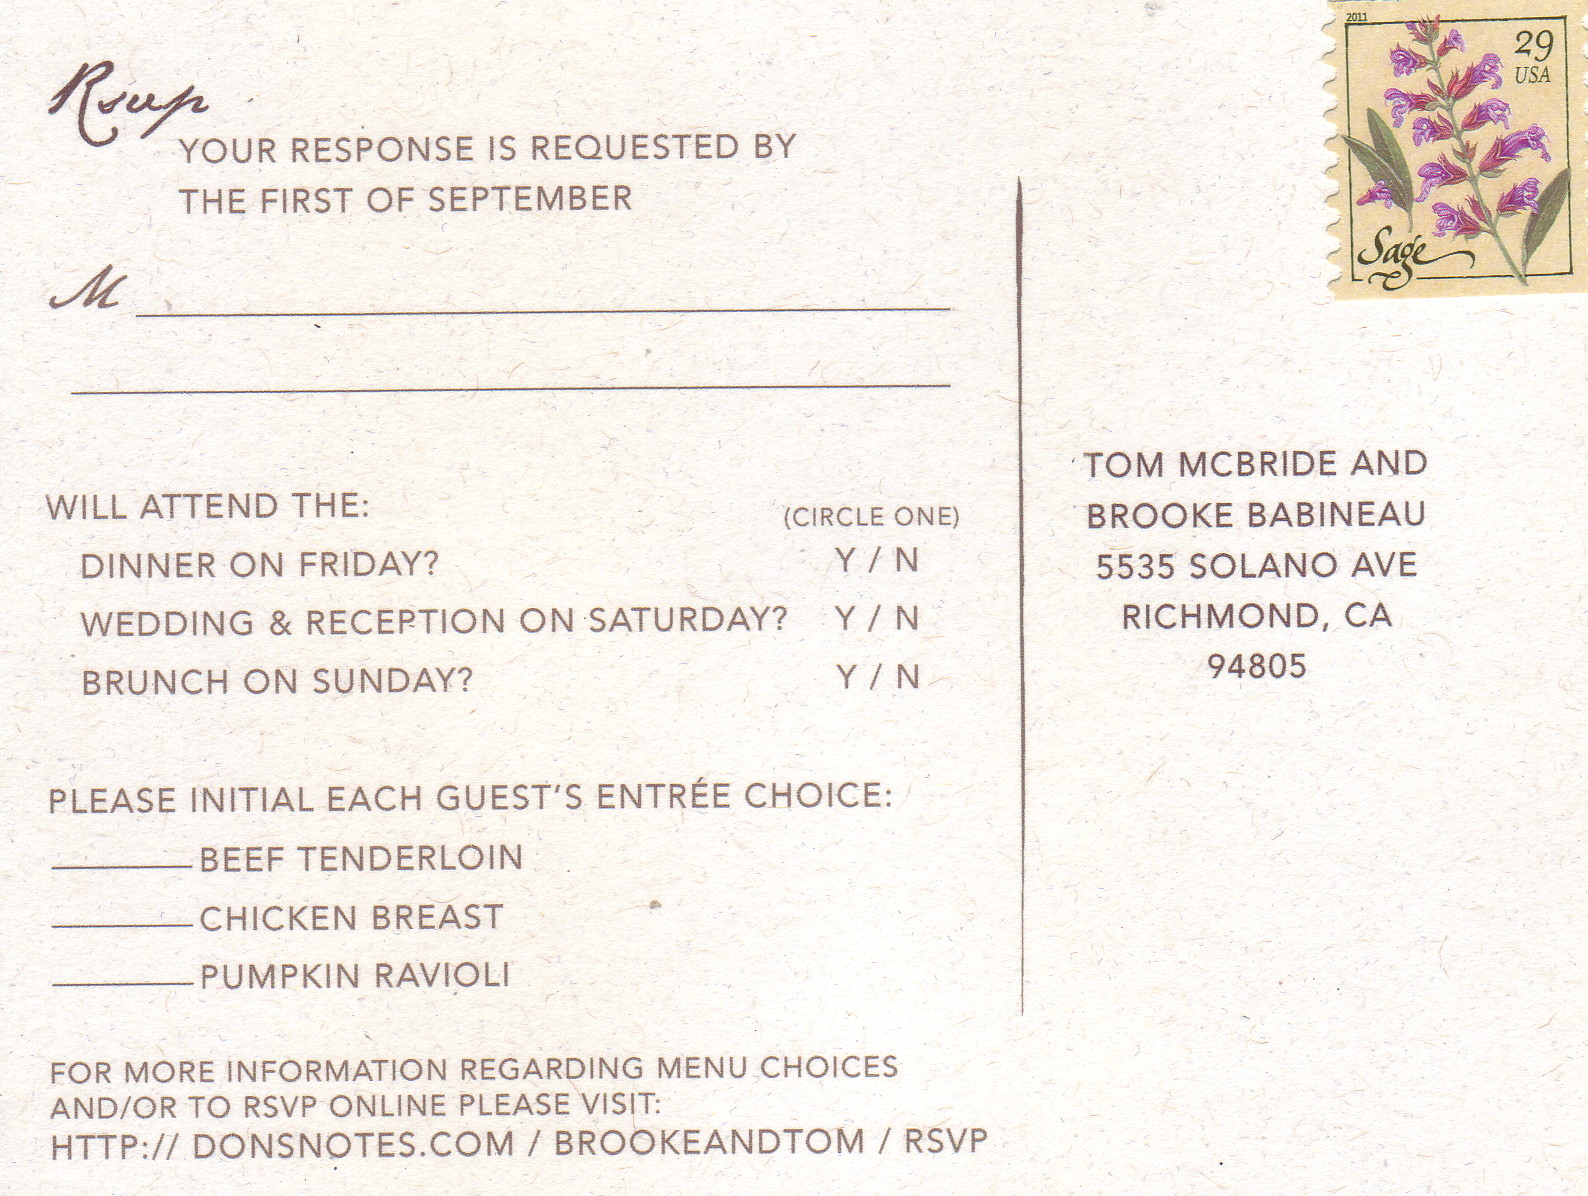 Rsvp
YOUR RESPONSE IS REQUESTED BY
THE FIRST OF SEPTEMBER
M
WILL ATTEND THE:
(CIRCLE ONE)
DINNER ON FRIDAY? Y / N
WEDDING & RECEPTION ON SATURDAY? Y / N
BRUNCH ON SUNDAY? Y / N
PLEASE INITIAL EACH GUEST'S ENTRÉE CHOICE:
BEEF TENDERLOIN
CHICKEN BREAST
PUMPKIN RAVIOLI
FOR MORE INFORMATION REGARDING MENU CHOICES
AND/OR TO RSVP ONLINE PLEASE VISIT:
HTTP:// DONSNOTES.COM / BROOKEANDTOM / RSVP
2011
29
USA
Sage
TOM MCBRIDE AND
BROOKE BABINEAU
5535 SOLANO AVE
RICHMOND, CA
94805